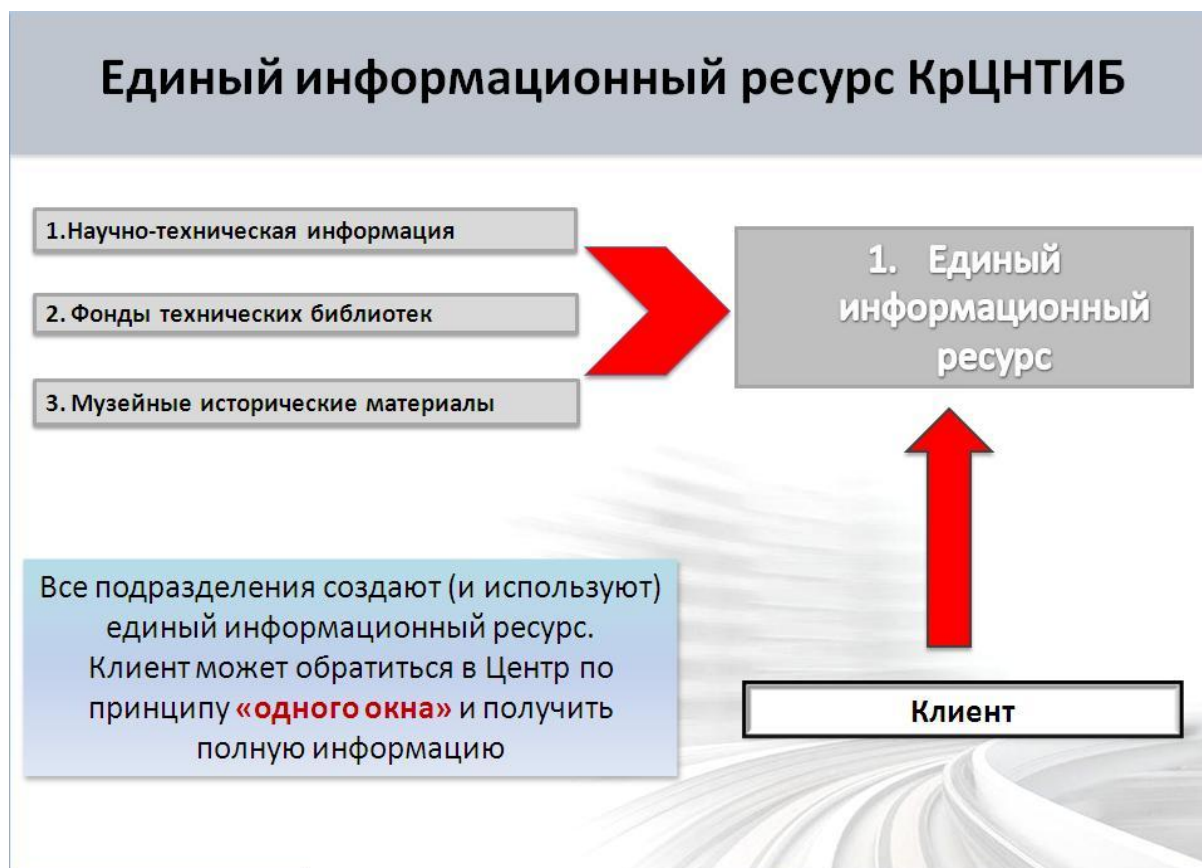 Единый информационный ресурс КрЦНТИБ
1.Научно-техническая информация
2. Фонды технических библиотек
3. Музейные исторические материалы
1. Единый
информационный
ресурс
Все подразделения создают (и используют)
единый информационный ресурс.
Клиент может обратиться в Центр по
принципу «одного окна» и получить
полную информацию
Клиент